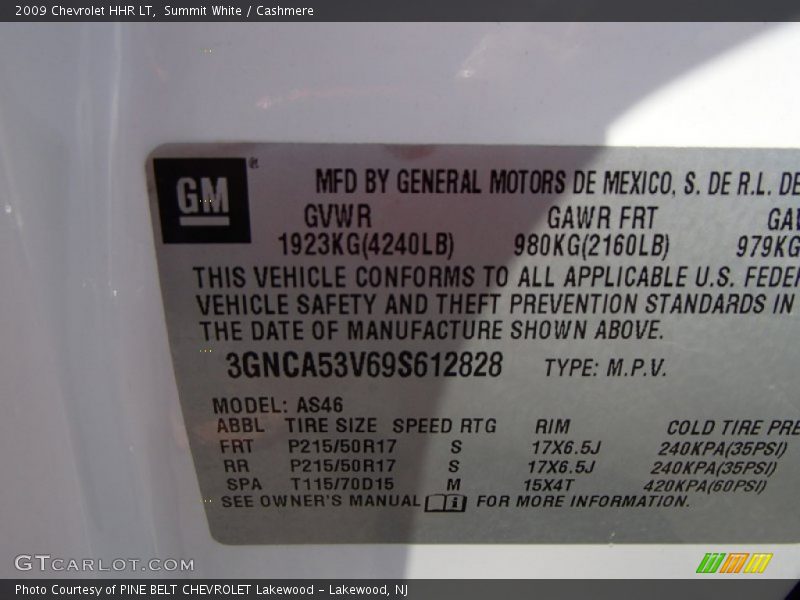 2009 Chevrolet HHR LT,  Summit White / Cashmere
GM ®
MFD BY GENERAL MOTORS DE MEXICO, S. DE R.L. DE
GVWR GAWR FRT
1923KG(4240LB) 980KG(2160LB) 979KG
THIS VEHICLE CONFORMS TO ALL APPLICABLE U.S.
VEHICLE SAFETY AND THEFT PREVENTION STANDARDS IN
THE DATE OF MANUFACTURE SHOWN ABOVE.
3GNCA53V69S612828 TYPE: M.P.V.
MODEL: AS46
ABBL TIRE SIZE SPEED RTG RIM COLD TIRE
FRT P215/50R17 S 17X6.5J 240KPA(35PSI)
RR P215/50R17 S 17X6.5J 240KPA(35PSI)
SPA T115/70D15 M 15X4T 420KPA(60PSI)
SEE OWNER'S MANUAL i FOR MORE INFORMATION.
GTCARLOT.COM
Photo Courtesy of PINE BELT CHEVROLET Lakewood - Lakewood, NJ